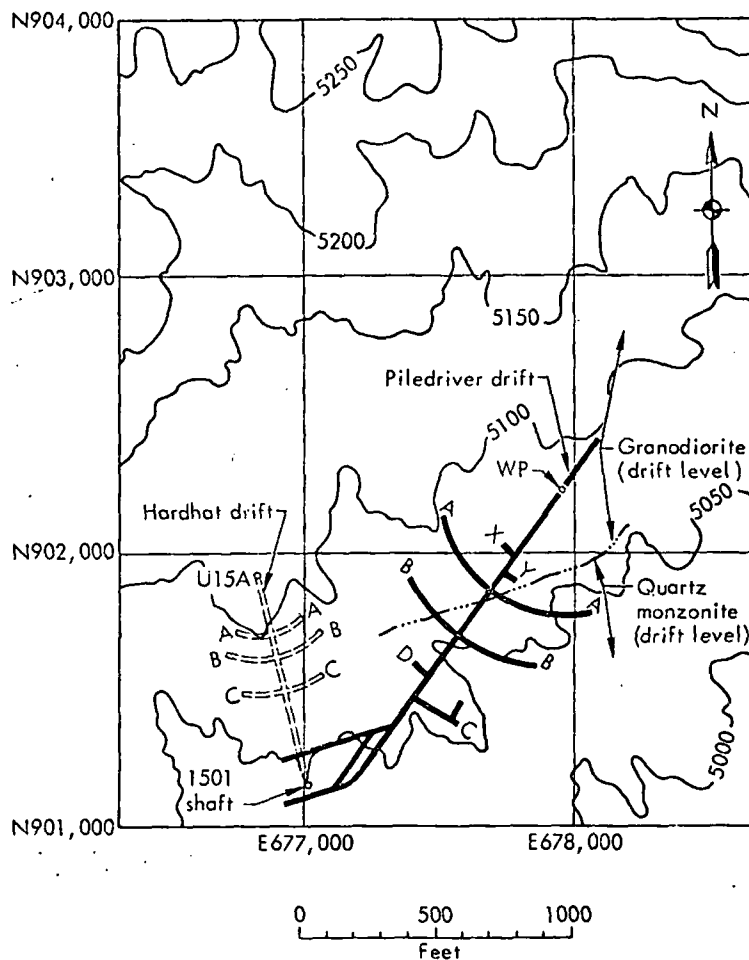 N904,000
5250
N
5200
N903,000
5150
Piledriver drift
5100
Granodiorite
(drift level)
WP
5050
A
Hardhat drift
X
N902,000
U15A
Y
A
A
B
Quartz
monzonite
(drift level)
A
B
B
C
C
D
B
C
5000
1501
shaft
N901,000
E677,000
E678,000
0
500
1000
Feet